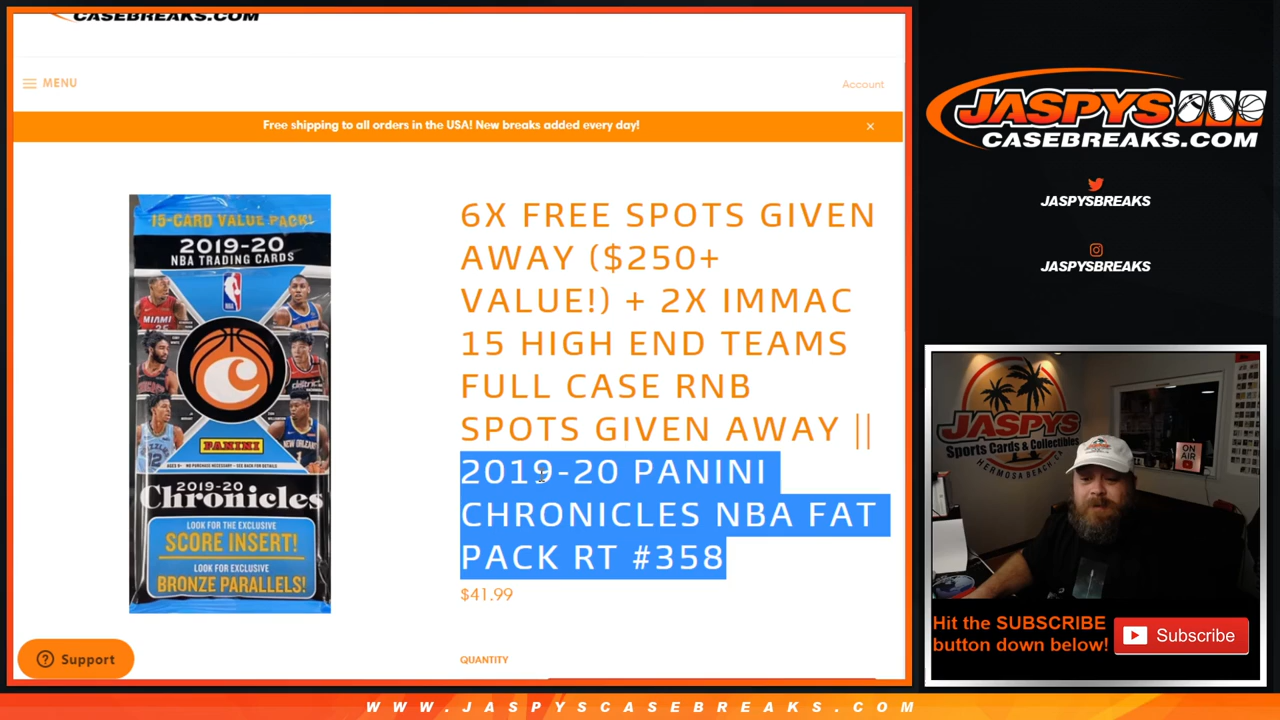 CASEBREAKS.COM
MENU
Account
Free shipping to all orders in the USA! New breaks added every day!
×
15-CARD VALUE PACK!
2019-20
NBA TRADING CARDS
NBA
MIAMI
PANINI
2019-20
Chronicles
LOOK FOR THE EXCLUSIVE
SCORE INSERT!
LOOK FOR EXCLUSIVE
BRONZE PARALLELS!
6X FREE SPOTS GIVEN
AWAY ($250+
VALUE!) + 2X IMMAC
15 HIGH END TEAMS
FULL CASE RNB
SPOTS GIVEN AWAY ||
2019-20 PANINI
CHRONICLES NBA FAT
PACK RT #358
$41.99
QUANTITY
Support
JASPYS
CASEBREAKS.COM
JASPYSBREAKS
JASPYSBREAKS
JASPYS
Sports Cards & Collectibles
HERMOSA BEACH, CA
ON AIR
Hit the SUBSCRIBE
button down below!
Subscribe
WWW.JASPYSCASEBREAKS.COM